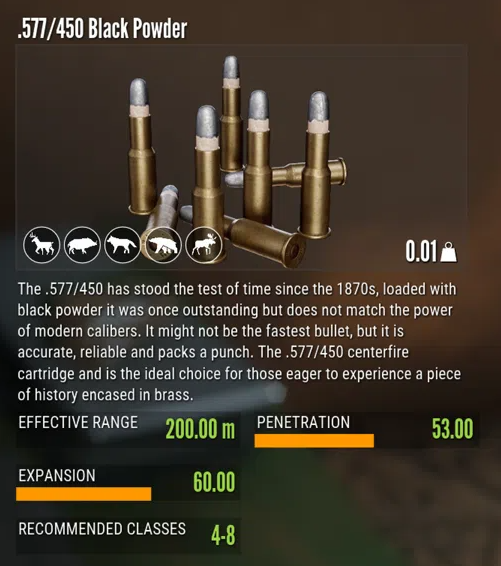 .577/450 Black Powder
0.01
The .577/450 has stood the test of time since the 1870s, loaded with
black powder it was once outstanding but does not match the power
of modern calibers. It might not be the fastest bullet, but it is
accurate, reliable and packs a punch. The .577/450 centerfire
cartridge and is the ideal choice for those eager to experience a piece
of history encased in brass.
EFFECTIVE RANGE 200.00 m PENETRATION 53.00
EXPANSION 60.00
RECOMMENDED CLASSES 4-8